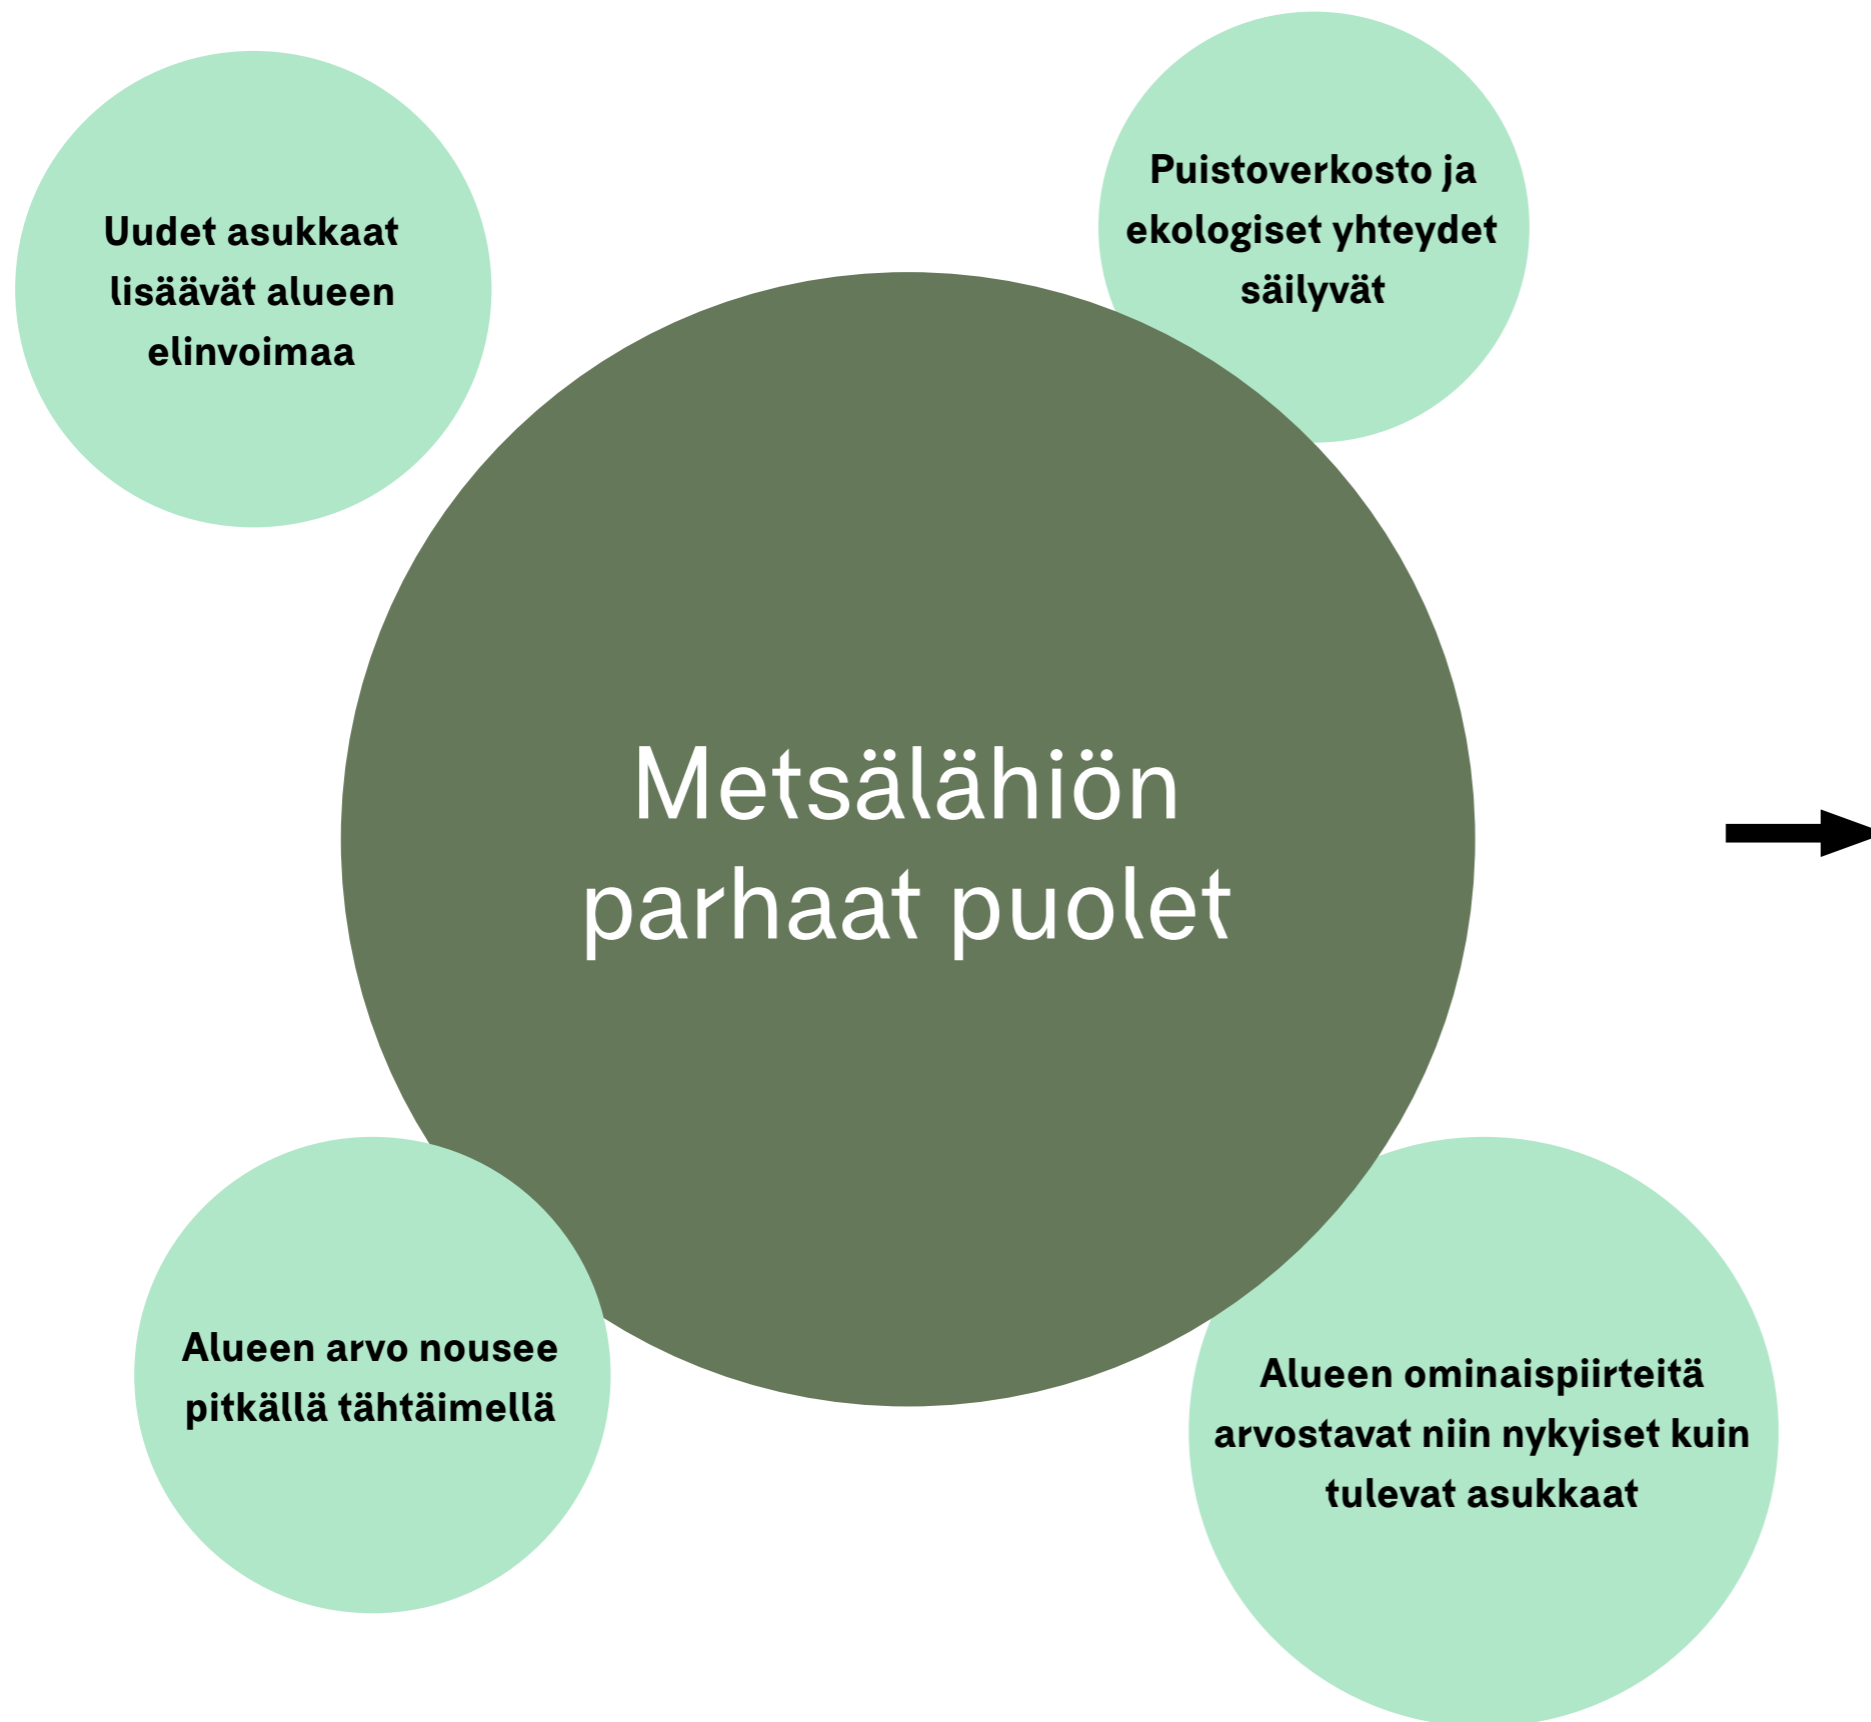 Uudet asukkaat
lisäävät alueen
elinvoimaa
Puistoverkosto ja
ekologiset yhteydet
säilyvät
Metsälähiön
parhaat puolet
Alueen arvo nousee
pitkällä tähtäimellä
Alueen ominaispiirteitä
arvostavat niin nykyiset kuin
tulevat asukkaat